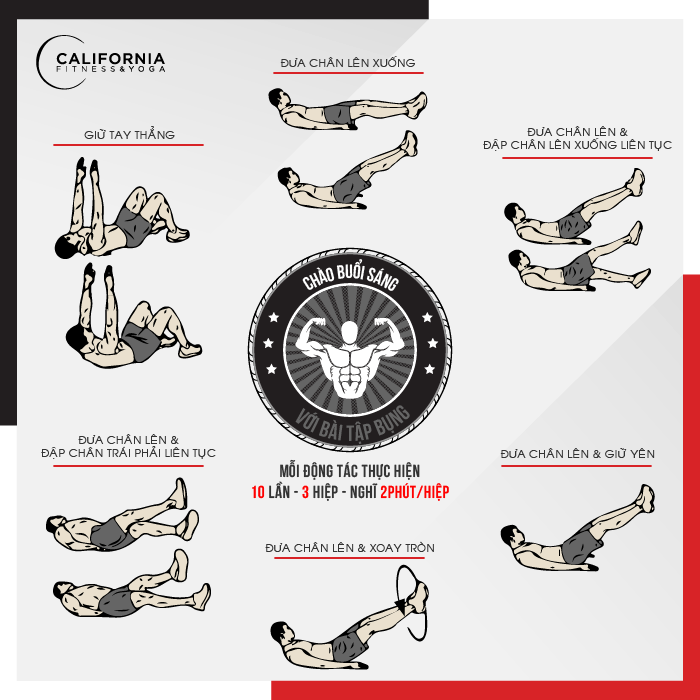 CALIFORNIA
FITNESS&YOGA
ĐƯA CHÂN LÊN XUỐNG
GIỮ TAY THẲNG
ĐƯA CHÂN LÊN &
ĐẬP CHÂN LÊN XUỐNG LIÊN TỤC
CHÀO BUỔI SÁNG
VỚI BÀI TẬP BỤNG
ĐƯA CHÂN LÊN &
ĐẬP CHÂN TRÁI PHẢI LIÊN TỤC
ĐƯA CHÂN LÊN & GIỮ YÊN
MỖI ĐỘNG TÁC THỰC HIỆN
10 LẦN - 3 HIỆP - NGHĨ 2PHÚT/HIỆP
ĐƯA CHÂN LÊN & XOAY TRÒN